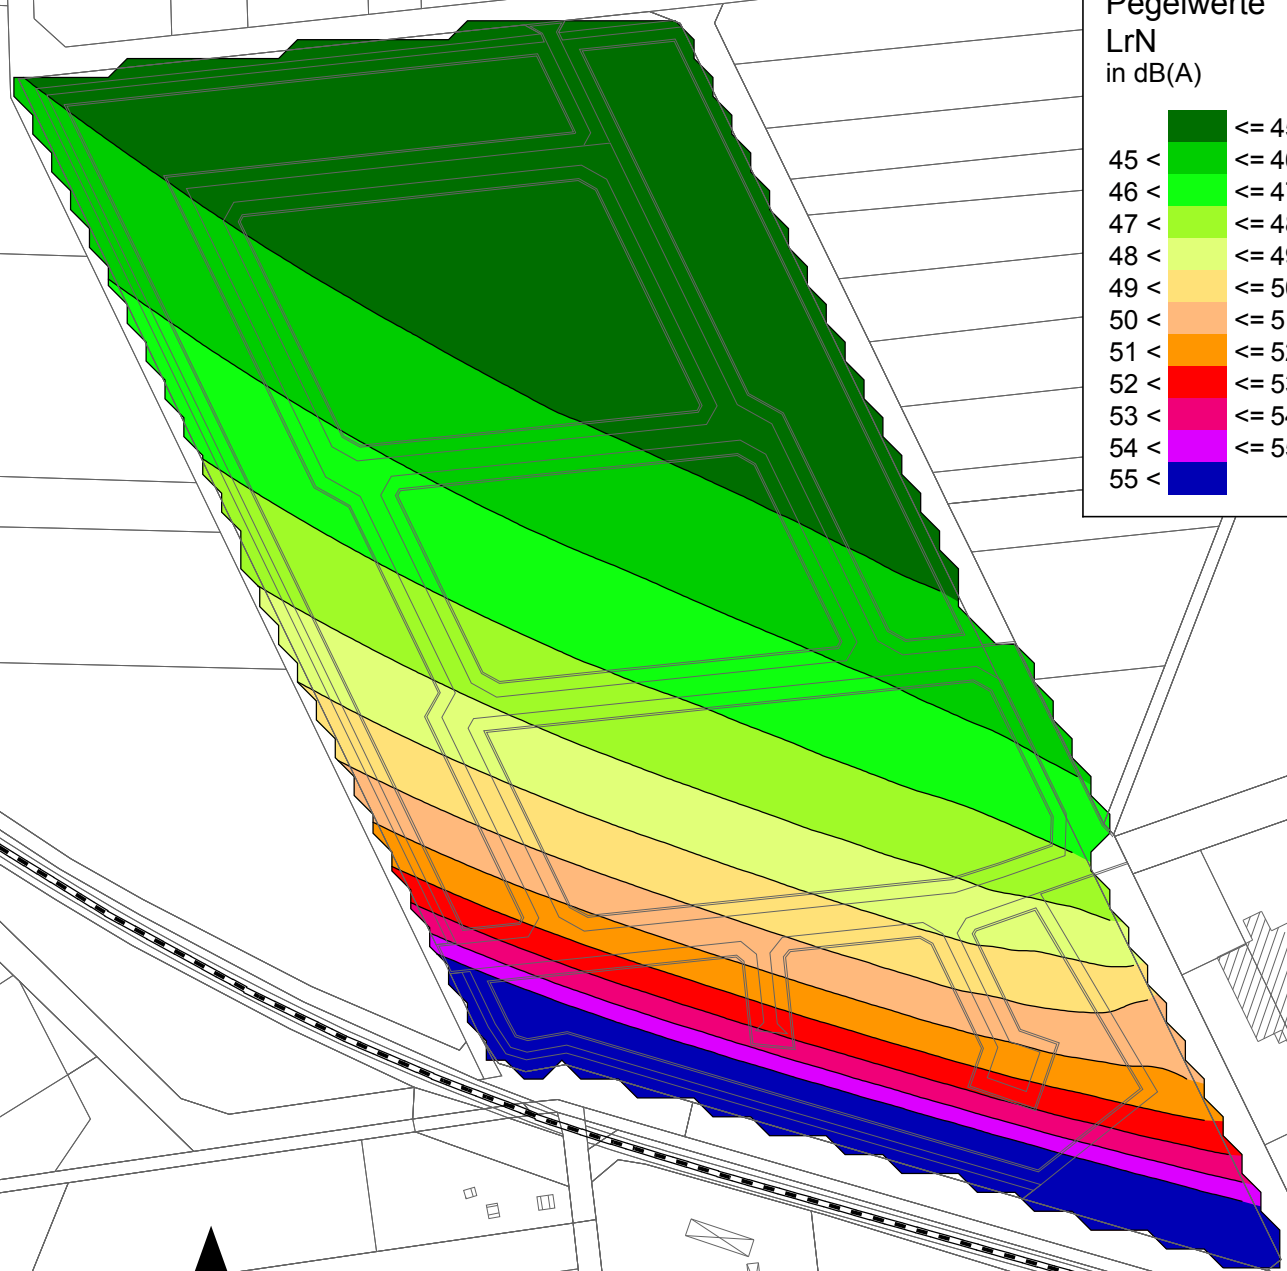 Pegelwerte
LrN
in dB(A)
<=
45 < <=
46 < <=
47 < <=
48 < <=
49 < <=
50 < <=
51 < <=
52 < <=
53 < <=
54 < <=
55 <